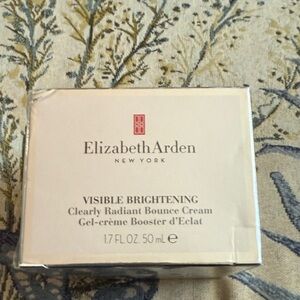 Elizabeth Arden
NEW YORK
VISIBLE BRIGHTENING
Clearly Radiant Bounce Cream
Gel-crème Booster d'Eclat
1.7 FL OZ. 50 mL ℮